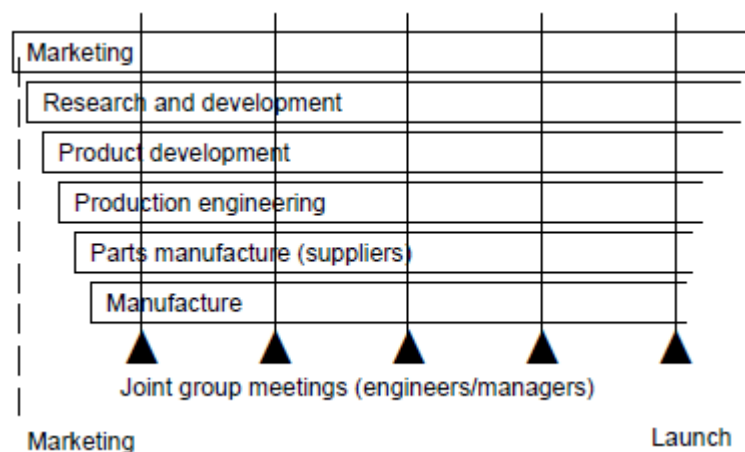 Marketing
Research and development
Product development
Production engineering
Parts manufacture (suppliers)
Manufacture
Joint group meetings (engineers/managers)
Marketing
Launch